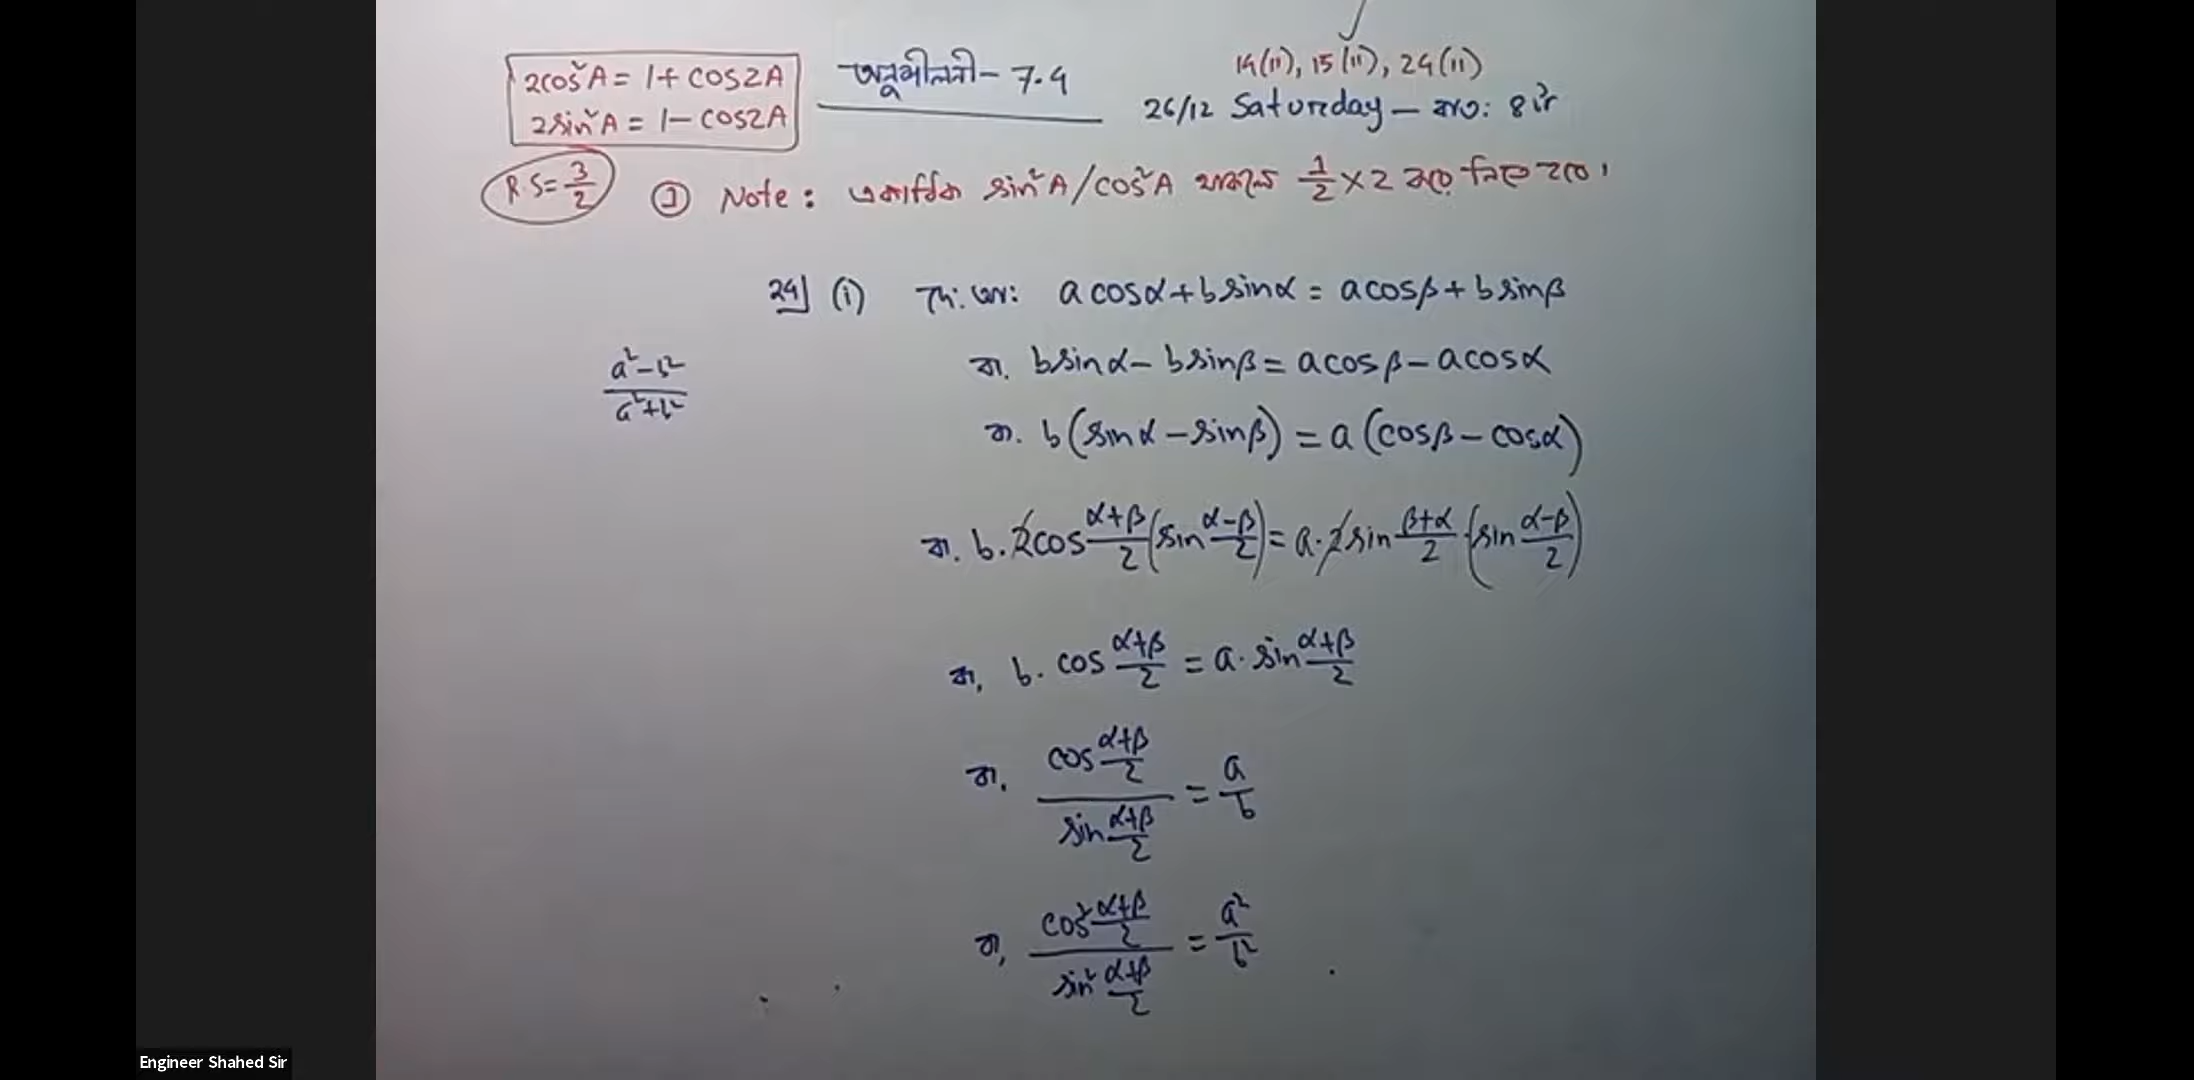 2cos²A = 1 + cos2A
2sin²A = 1 - cos2A
অনুশীলনী - 7.4
14(ii), 15(ii), 24(ii)
26/12 Saturday -
R.S = 3/2
① Note : একাধিক sin²A/cos²A থাকলে 1/2 × 2 করে নিতে হবে।
24] (i) দে: আ: a cosα + b sinα = a cosβ + b sinβ
বা. b sinα - b sinβ = a cosβ - a cosα
(a² - b²)/(a² + b²)
বা. b (sinα - sinβ) = a (cosβ - cosα)
বা. b. 2cos (α+β)/2 (sin (α-β)/2) = a. 2sin (β+α)/2 (sin (α-β)/2)
বা, b. cos (α+β)/2 = a. sin (α+β)/2
বা, cos (α+β)/2 / sin (α+β)/2 = a/b
বা, cos² (α+β)/2 / sin² (α+β)/2 = a²/b²
Engineer Shahed Sir